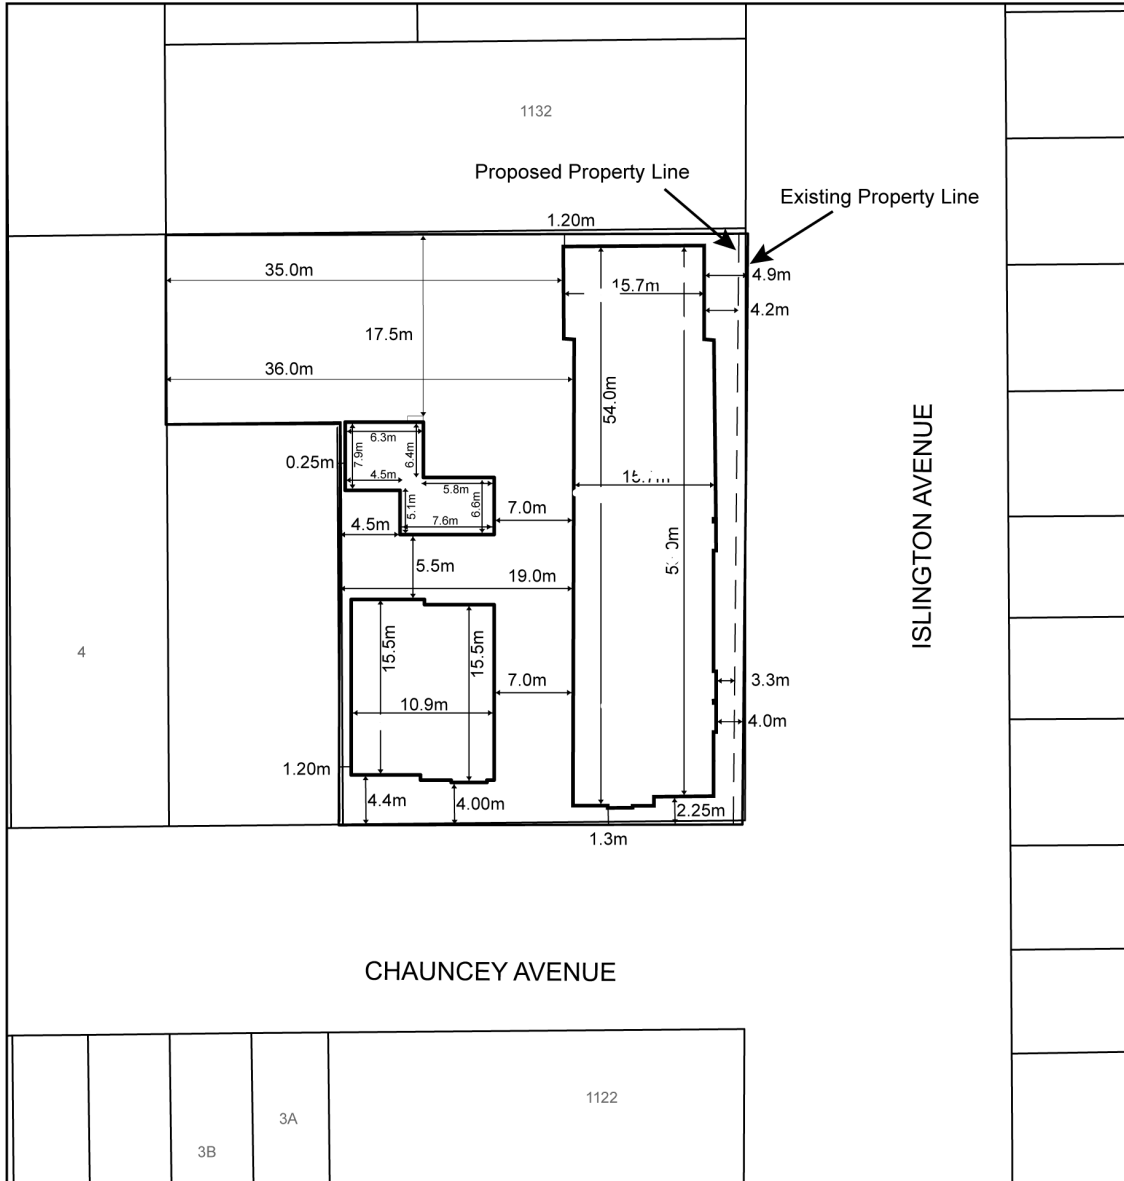 1132
Proposed Property Line
Existing Property Line
1.20m
35.0m
4.9m
15.7m
4.2m
17.5m
36.0m
54.0m
6.3m
7.9m
6.4m
0.25m
4.5m
5.8m
5.1m
6.6m
7.6m
7.0m
4.5m
5.5m
19.0m
ISLINGTON AVENUE
15.5m
15.5m
4
7.0m
3.3m
10.9m
4.0m
1.20m
4.4m
4.00m
2.25m
1.3m
CHAUNCEY AVENUE
1122
3A
3B